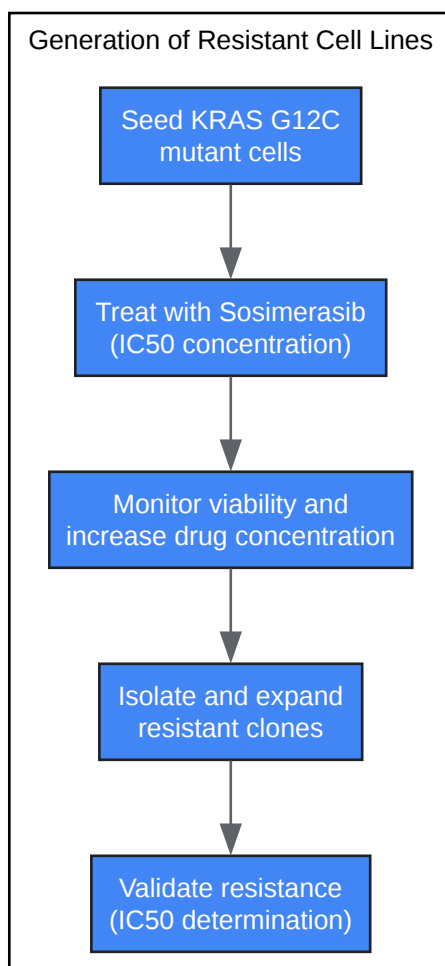 Generation of Resistant Cell Lines
Seed KRAS G12C
mutant cells
Treat with Sosimerasib
(IC50 concentration)
Monitor viability and
increase drug concentration
Isolate and expand
resistant clones
Validate resistance
(IC50 determination)